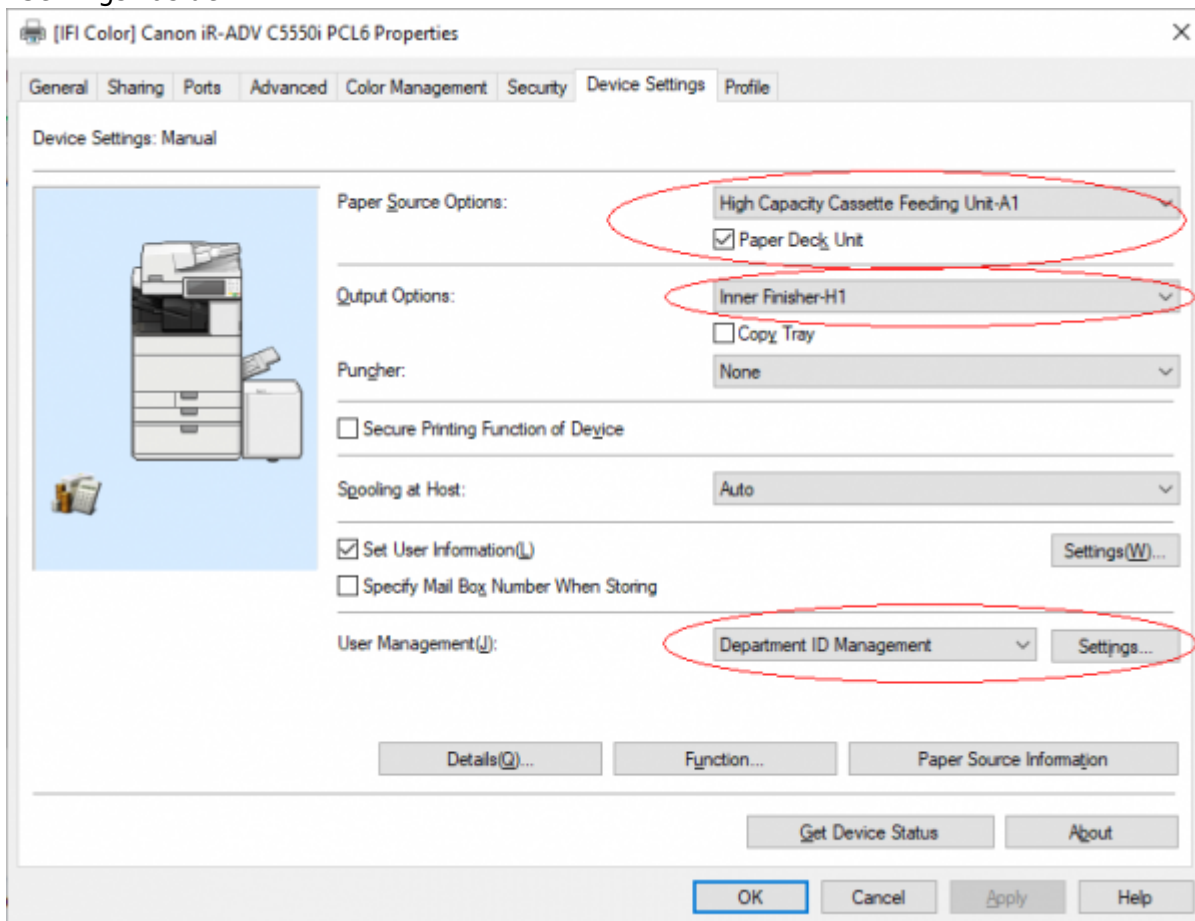 [IFI Color] Canon iR-ADV C5550i PCL6 Properties
General Sharing Ports Advanced Color Management Security Device Settings Profile
Device Settings: Manual
Paper Source Options: High Capacity Cassette Feeding Unit-A1
Paper Deck Unit
Output Options: Inner Finisher-H1
Copy Tray
Puncher: None
Secure Printing Function of Device
Spooling at Host: Auto
Set User Information(L) Settings(W)...
Specify Mail Box Number When Storing
User Management(J): Department ID Management Settings...
Details(Q)... Function... Paper Source Information
Get Device Status About
OK Cancel Apply Help